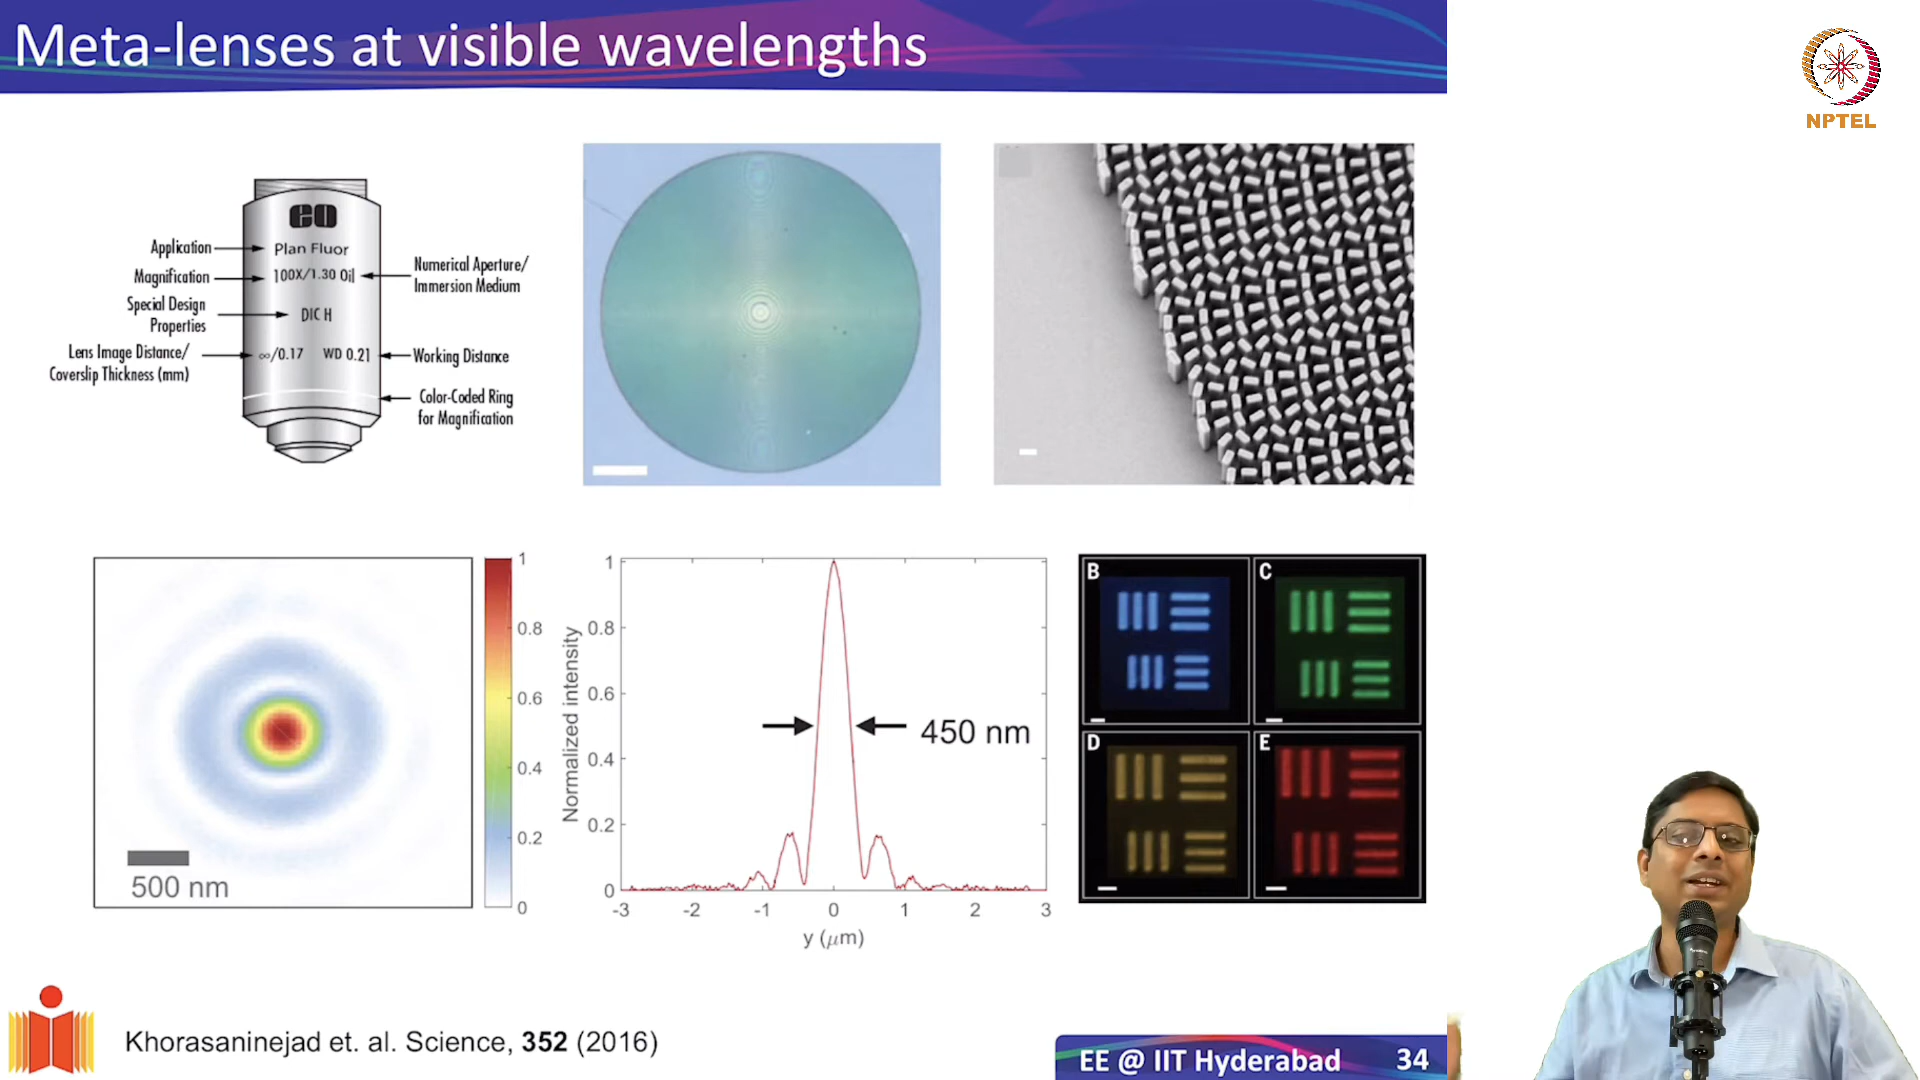 Meta-lenses at visible wavelengths
NPTEL
eo
Application
Plan Fluor
Magnification
100X/1.30 Oil
Numerical Aperture/
Immersion Medium
Special Design
Properties
DIC H
Lens Image Distance/
Coverslip Thickness (mm)
∞/0.17 WD 0.21
Working Distance
Color-Coded Ring
for Magnification
500 nm
1
0.8
0.6
0.4
0.2
0
Normalized intensity
1
0.8
0.6
0.4
0.2
0
450 nm
-3 -2 -1 0 1 2 3
y (μm)
B
C
D
E
Khorasaninejad et. al. Science, 352 (2016)
EE @ IIT Hyderabad 34